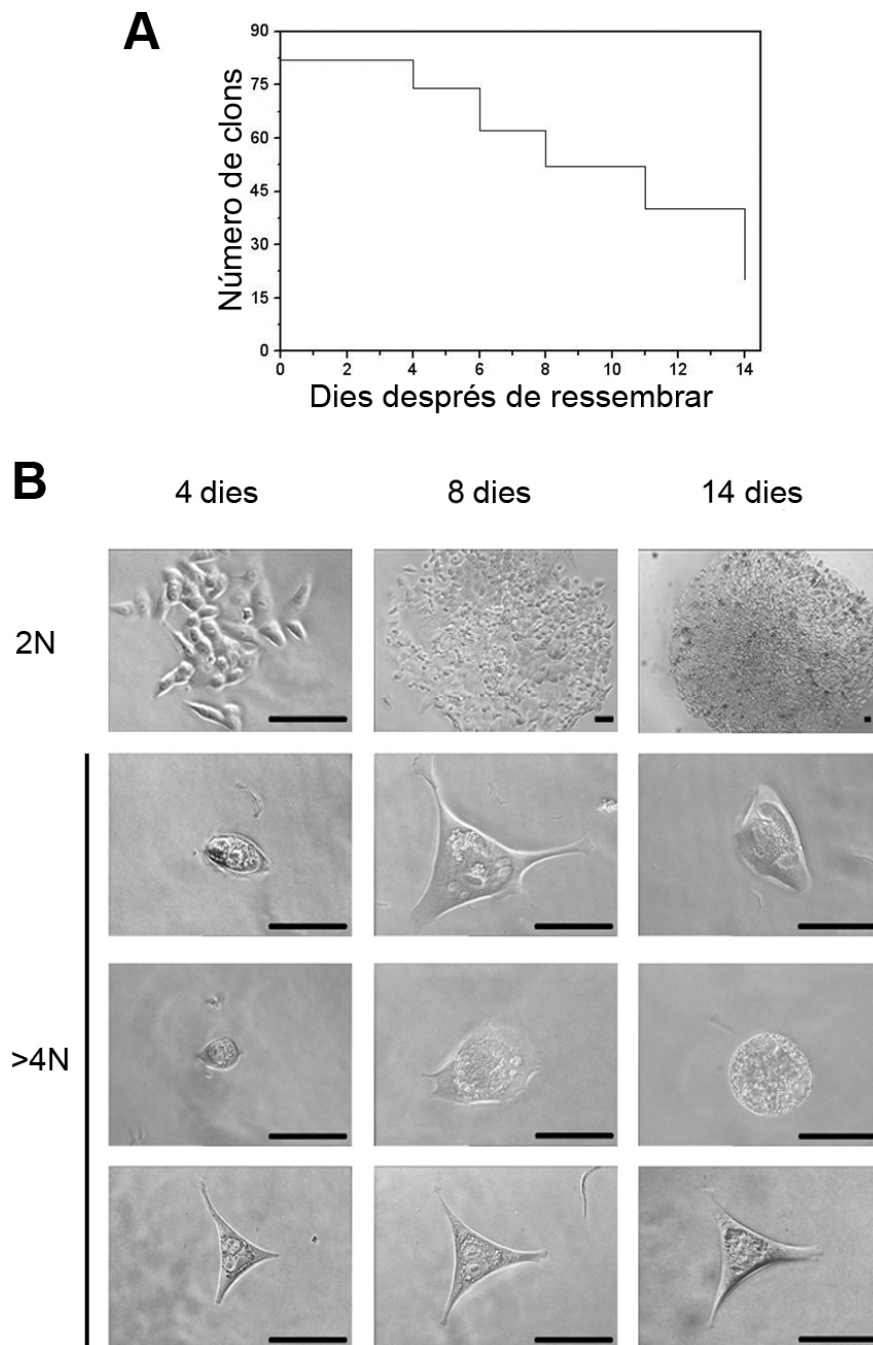 A
Número de clons
90
75
60
45
30
15
0
0 2 4 6 8 10 12 14
Dies després de ressembrar
B
4 dies 8 dies 14 dies
2N
>4N